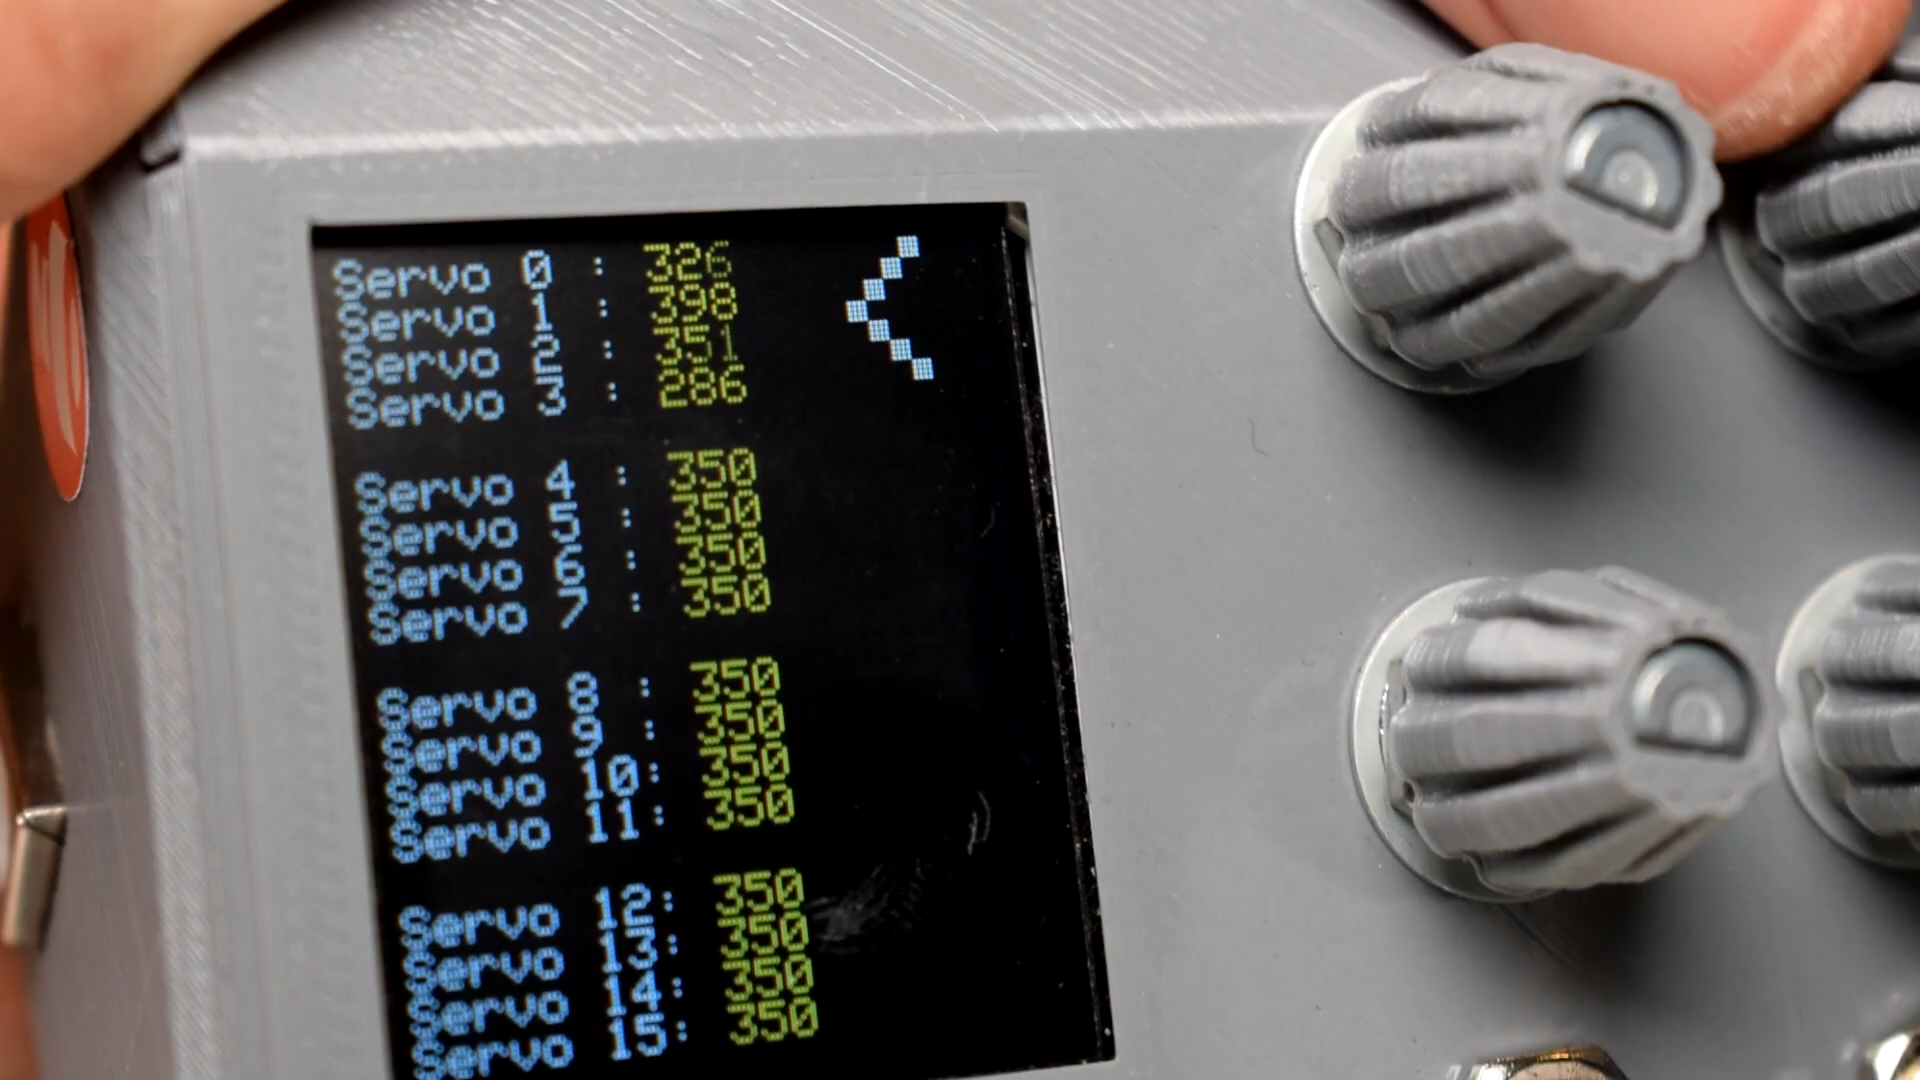 Servo 0 : 326
Servo 1 : 398
Servo 2 : 351
Servo 3 : 286
Servo 4 : 350
Servo 5 : 350
Servo 6 : 350
Servo 7 : 350
Servo 8 : 350
Servo 9 : 350
Servo 10: 350
Servo 11: 350
Servo 12: 350
Servo 13: 350
Servo 14: 350
Servo 15: 350